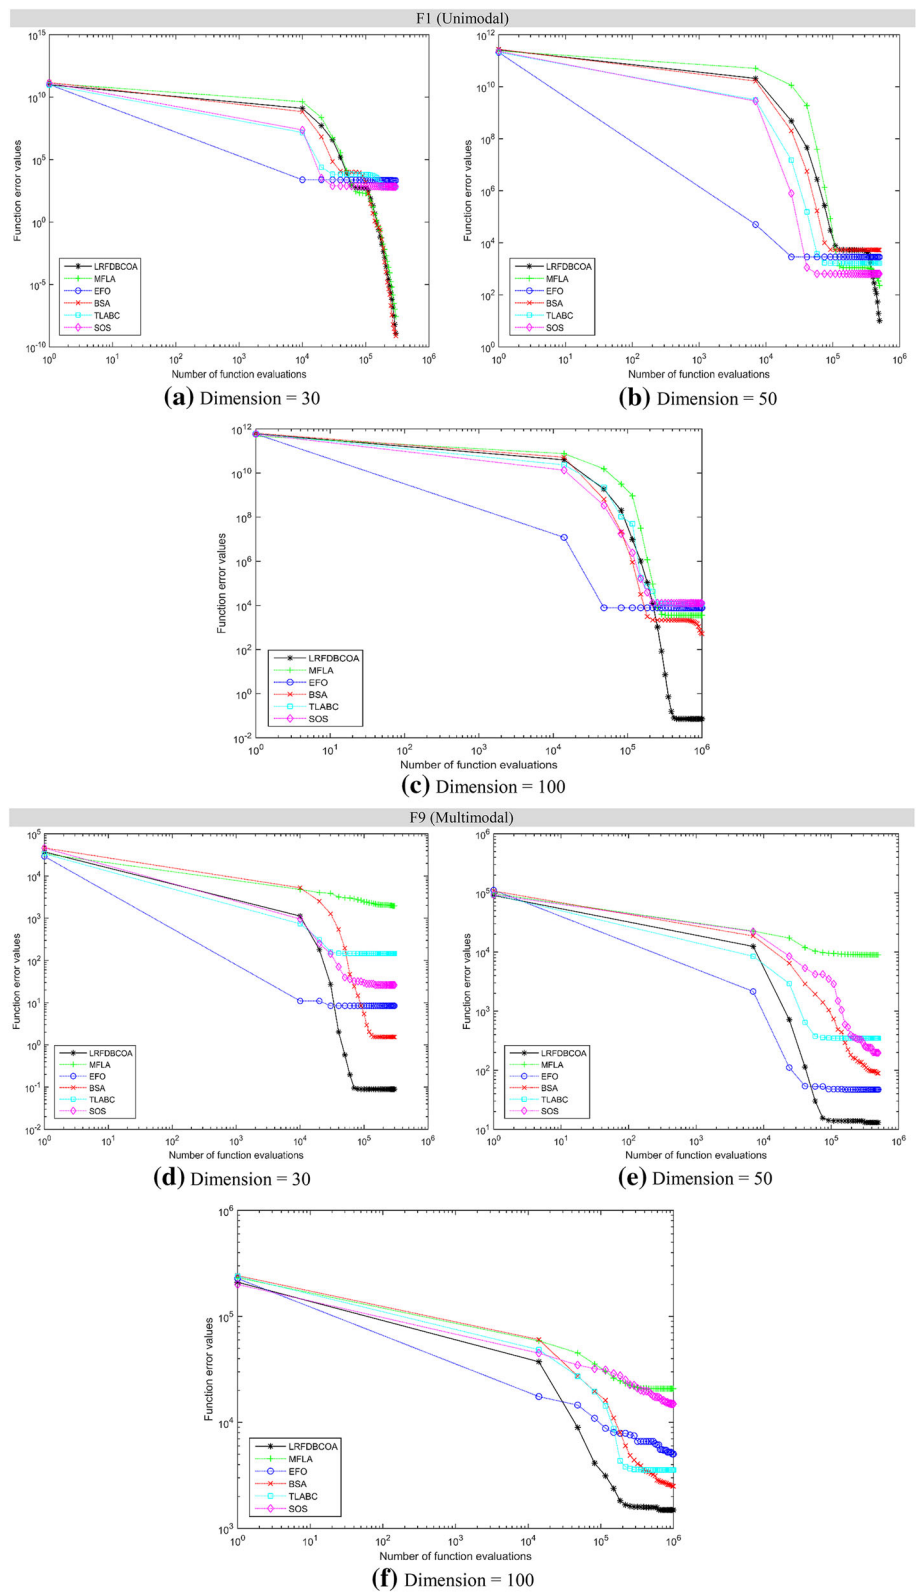 F1 (Unimodal)
10^15
10^10
10^5
10^0
10^-5
10^-10
Function error values
LRFDBCOA
MFLA
EFO
BSA
TLABC
SOS
10^0 10^1 10^2 10^3 10^4 10^5 10^6
Number of function evaluations
(a) Dimension = 30
10^12
10^10
10^8
10^6
10^4
10^2
10^0
Function error values
LRFDBCOA
MFLA
EFO
BSA
TLABC
SOS
10^0 10^1 10^2 10^3 10^4 10^5 10^6
Number of function evaluations
(b) Dimension = 50
10^12
10^10
10^8
10^6
10^4
10^2
10^0
10^-2
Function error values
LRFDBCOA
MFLA
EFO
BSA
TLABC
SOS
10^0 10^1 10^2 10^3 10^4 10^5 10^6
Number of function evaluations
(c) Dimension = 100
F9 (Multimodal)
10^5
10^4
10^3
10^2
10^1
10^0
10^-1
10^-2
Function error values
LRFDBCOA
MFLA
EFO
BSA
TLABC
SOS
10^0 10^1 10^2 10^3 10^4 10^5 10^6
Number of function evaluations
(d) Dimension = 30
10^6
10^5
10^4
10^3
10^2
10^1
Function error values
LRFDBCOA
MFLA
EFO
BSA
TLABC
SOS
10^0 10^1 10^2 10^3 10^4 10^5 10^6
Number of function evaluations
(e) Dimension = 50
10^6
10^5
10^4
10^3
Function error values
LRFDBCOA
MFLA
EFO
BSA
TLABC
SOS
10^0 10^1 10^2 10^3 10^4 10^5 10^6
Number of function evaluations
(f) Dimension = 100